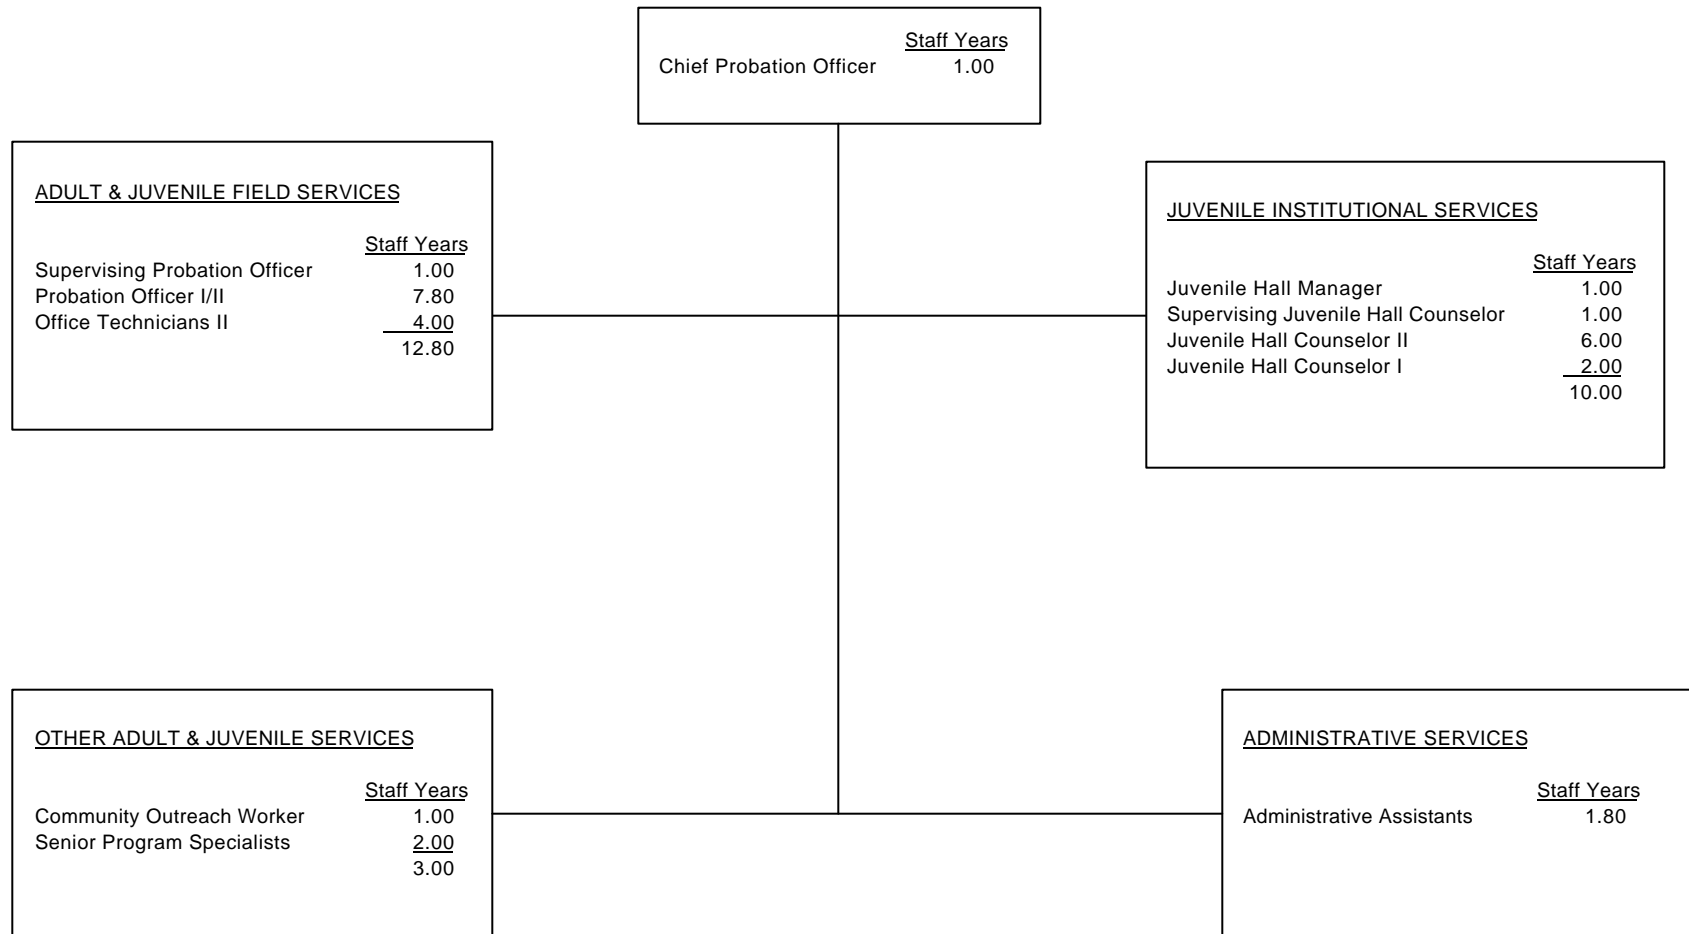 Staff Years
Chief Probation Officer 1.00
ADULT & JUVENILE FIELD SERVICES
Staff Years
Supervising Probation Officer 1.00
Probation Officer I/II 7.80
Office Technicians II 4.00
12.80
JUVENILE INSTITUTIONAL SERVICES
Staff Years
Juvenile Hall Manager 1.00
Supervising Juvenile Hall Counselor 1.00
Juvenile Hall Counselor II 6.00
Juvenile Hall Counselor I 2.00
10.00
OTHER ADULT & JUVENILE SERVICES
Staff Years
Community Outreach Worker 1.00
Senior Program Specialists 2.00
3.00
ADMINISTRATIVE SERVICES
Staff Years
Administrative Assistants 1.80